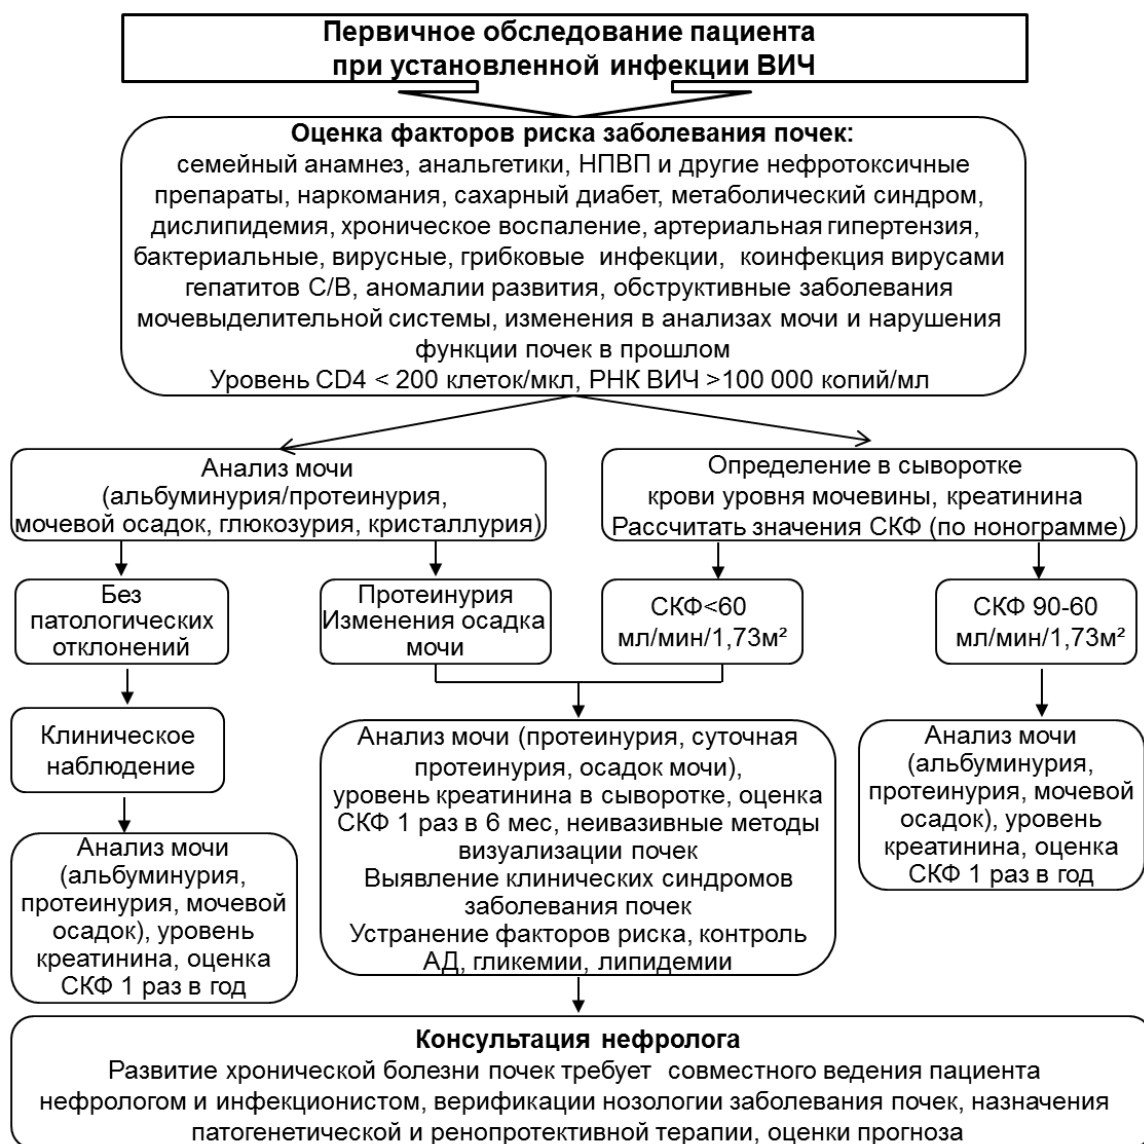 Первичное обследование пациента
при установленной инфекции ВИЧ
Оценка факторов риска заболевания почек:
семейный анамнез, анальгетики, НПВП и другие нефротоксичные
препараты, наркомания, сахарный диабет, метаболический синдром,
дислипидемия, хроническое воспаление, артериальная гипертензия,
бактериальные, вирусные, грибковые инфекции, коинфекция вирусами
гепатитов С/В, аномалии развития, обструктивные заболевания
мочевыделительной системы, изменения в анализах мочи и нарушения
функции почек в прошлом
Уровень CD4 < 200 клеток/мкл, РНК ВИЧ >100 000 копий/мл
Анализ мочи
(альбуминурия/протеинурия,
мочевой осадок, глюкозурия, кристаллурия)
Определение в сыворотке
крови уровня мочевины, креатинина
Рассчитать значения СКФ (по нонограмме)
Без
патологических
отклонений
Протеинурия
Изменения осадка
мочи
СКФ<60
мл/мин/1,73м²
СКФ 90-60
мл/мин/1,73м²
Клиническое
наблюдение
Анализ мочи
(альбуминурия,
протеинурия, мочевой
осадок), уровень
креатинина, оценка
СКФ 1 раз в год
Анализ мочи (протеинурия, суточная
протеинурия, осадок мочи),
уровень креатинина в сыворотке, оценка
СКФ 1 раз в 6 мес, неивазивные методы
визуализации почек
Выявление клинических синдромов
заболевания почек
Устранение факторов риска, контроль
АД, гликемии, липидемии
Анализ мочи
(альбуминурия,
протеинурия, мочевой
осадок), уровень
креатинина, оценка
СКФ 1 раз в год
Консультация нефролога
Развитие хронической болезни почек требует совместного ведения пациента
нефрологом и инфекционистом, верификации нозологии заболевания почек, назначения
патогенетической и ренопротективной терапии, оценки прогноза